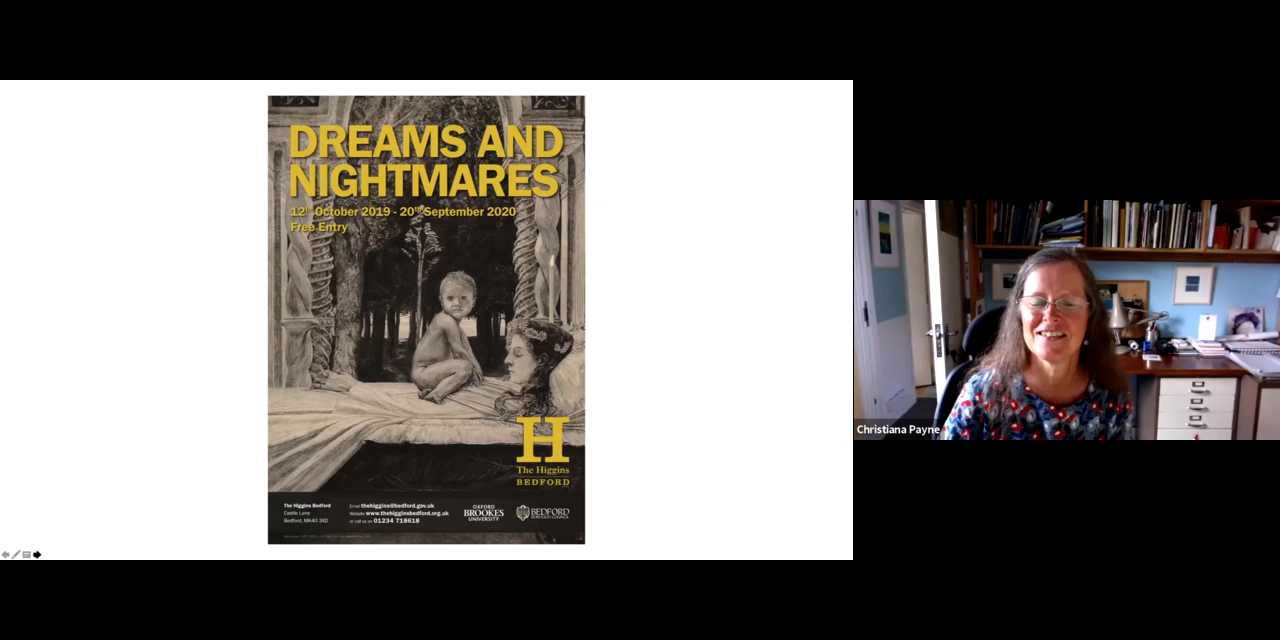 DREAMS AND
NIGHTMARES
12th October 2019 - 20th September 2020
Free Entry
H
The Higgins
BEDFORD
The Higgins Bedford
Castle Lane
Bedford, MK40 3XD
Email thehiggins@bedford.gov.uk
Website www.thehigginsbedford.org.uk
or call us on 01234 718618
OXFORD
BROOKES
UNIVERSITY
BEDFORD
BOROUGH COUNCIL
Christiana Payne